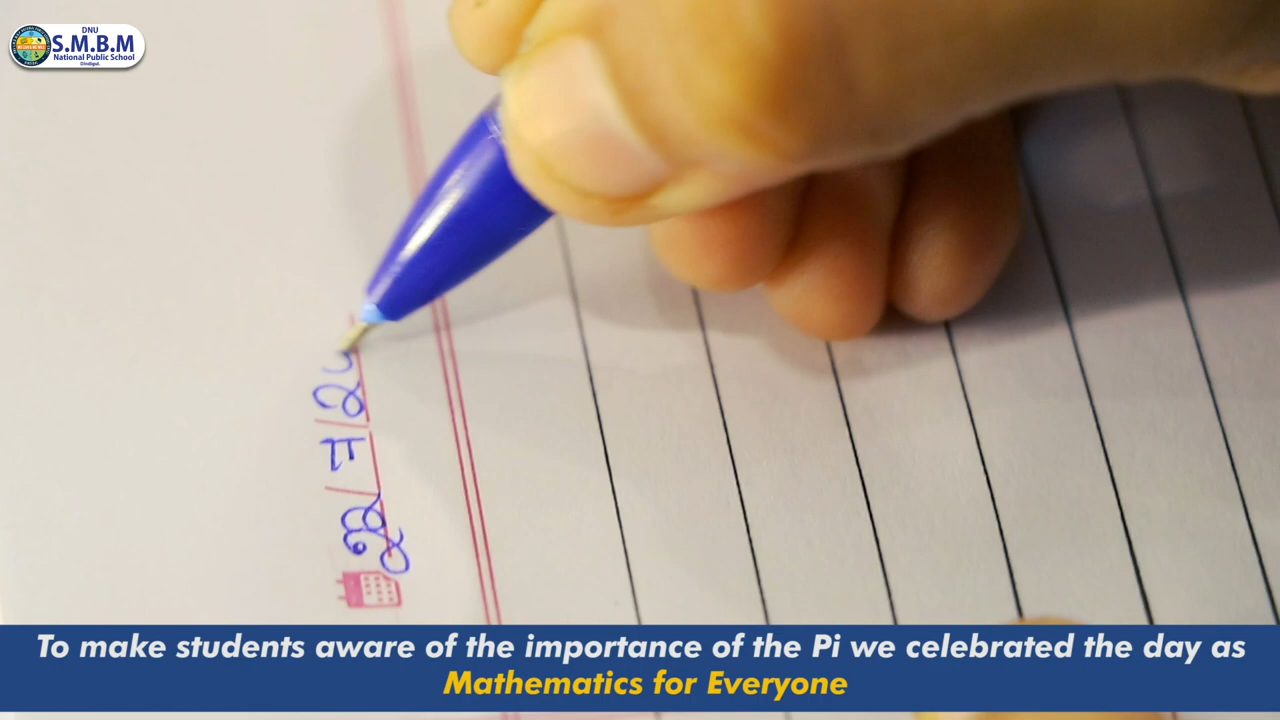 DNU
S.M.B.M
National Public School
Dindigul.
To make students aware of the importance of the Pi we celebrated the day as
Mathematics for Everyone